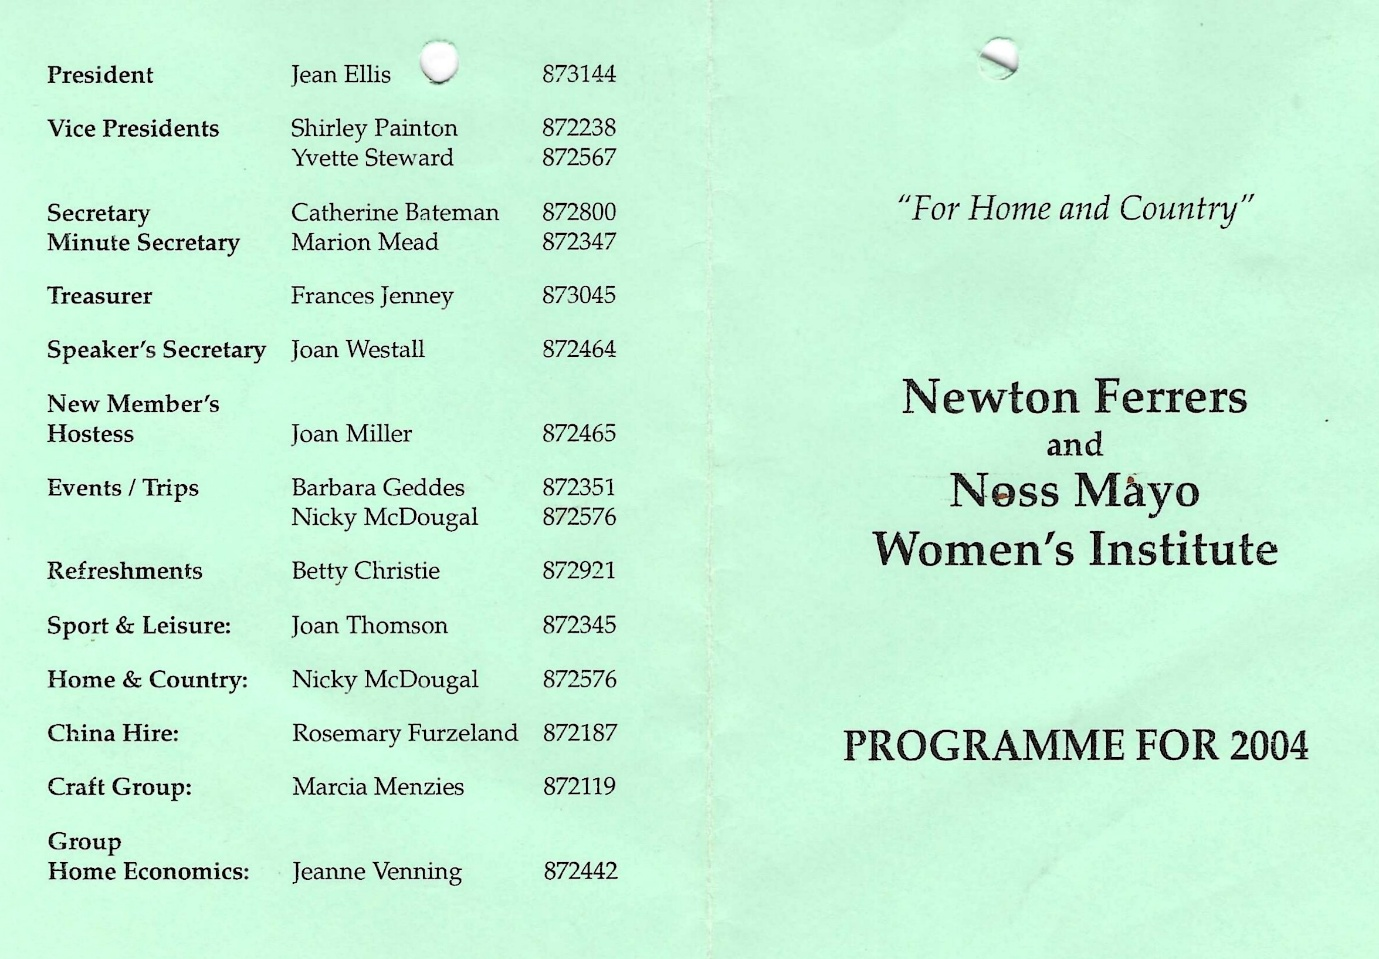 President Jean Ellis 873144
Vice Presidents Shirley Painton 872238
Yvette Steward 872567
Secretary Catherine Bateman 872800
Minute Secretary Marion Mead 872347
Treasurer Frances Jenney 873045
Speaker's Secretary Joan Westall 872464
New Member's
Hostess Joan Miller 872465
Events / Trips Barbara Geddes 872351
Nicky McDougal 872576
Refreshments Betty Christie 872921
Sport & Leisure: Joan Thomson 872345
Home & Country: Nicky McDougal 872576
China Hire: Rosemary Furzeland 872187
Craft Group: Marcia Menzies 872119
Group
Home Economics: Jeanne Venning 872442
"For Home and Country"
Newton Ferrers
and
Noss Mayo
Women's Institute
PROGRAMME FOR 2004